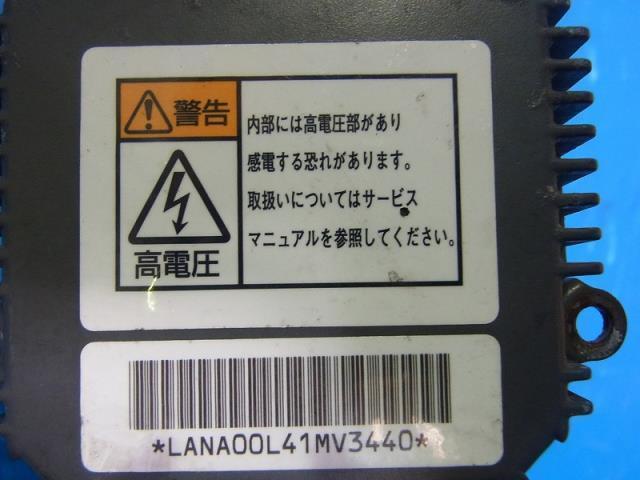 警告
高電圧
内部には高電圧部があり
感電する恐れがあります。
取扱いについてはサービス
マニュアルを参照してください。
*LANA00L41MV3440*